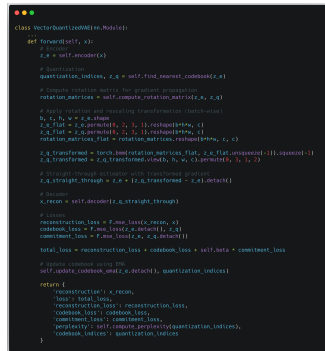 class VectorQuantizedVAE(nn.Module):
...
def forward(self, x):
# Encoder
z_e = self.encoder(x)
# Quantization
quantization_indices, z_q = self.find_nearest_codebook(z_e)
# Compute rotation matrix for gradient propagation
rotation_matrices = self.compute_rotation_matrix(z_e, z_q)
# Apply rotation and rescaling transformation (batch-wise)
b, c, h, w = z_e.shape
z_e_flat = z_e.permute(0, 2, 3, 1).reshape(b*h*w, c)
z_q_flat = z_q.permute(0, 2, 3, 1).reshape(b*h*w, c)
rotation_matrices_flat = rotation_matrices.reshape(b*h*w, c, c)
z_q_transformed = torch.bmm(rotation_matrices_flat, z_e_flat.unsqueeze(-1)).squeeze(-1)
z_q_transformed = z_q_transformed.view(b, h, w, c).permute(0, 3, 1, 2)
# Straight-through estimator with transformed gradient
z_q_straight_through = z_e + (z_q_transformed - z_e).detach()
# Decoder
x_recon = self.decoder(z_q_straight_through)
# Losses
reconstruction_loss = F.mse_loss(x_recon, x)
codebook_loss = F.mse_loss(z_e.detach(), z_q)
commitment_loss = F.mse_loss(z_e, z_q.detach())
total_loss = reconstruction_loss + codebook_loss + self.beta * commitment_loss
# Update codebook using EMA
self.update_codebook_ema(z_e.detach(), quantization_indices)
return {
'reconstruction': x_recon,
'loss': total_loss,
'reconstruction_loss': reconstruction_loss,
'codebook_loss': codebook_loss,
'commitment_loss': commitment_loss,
'perplexity': self.compute_perplexity(quantization_indices),
'codebook_indices': quantization_indices
}